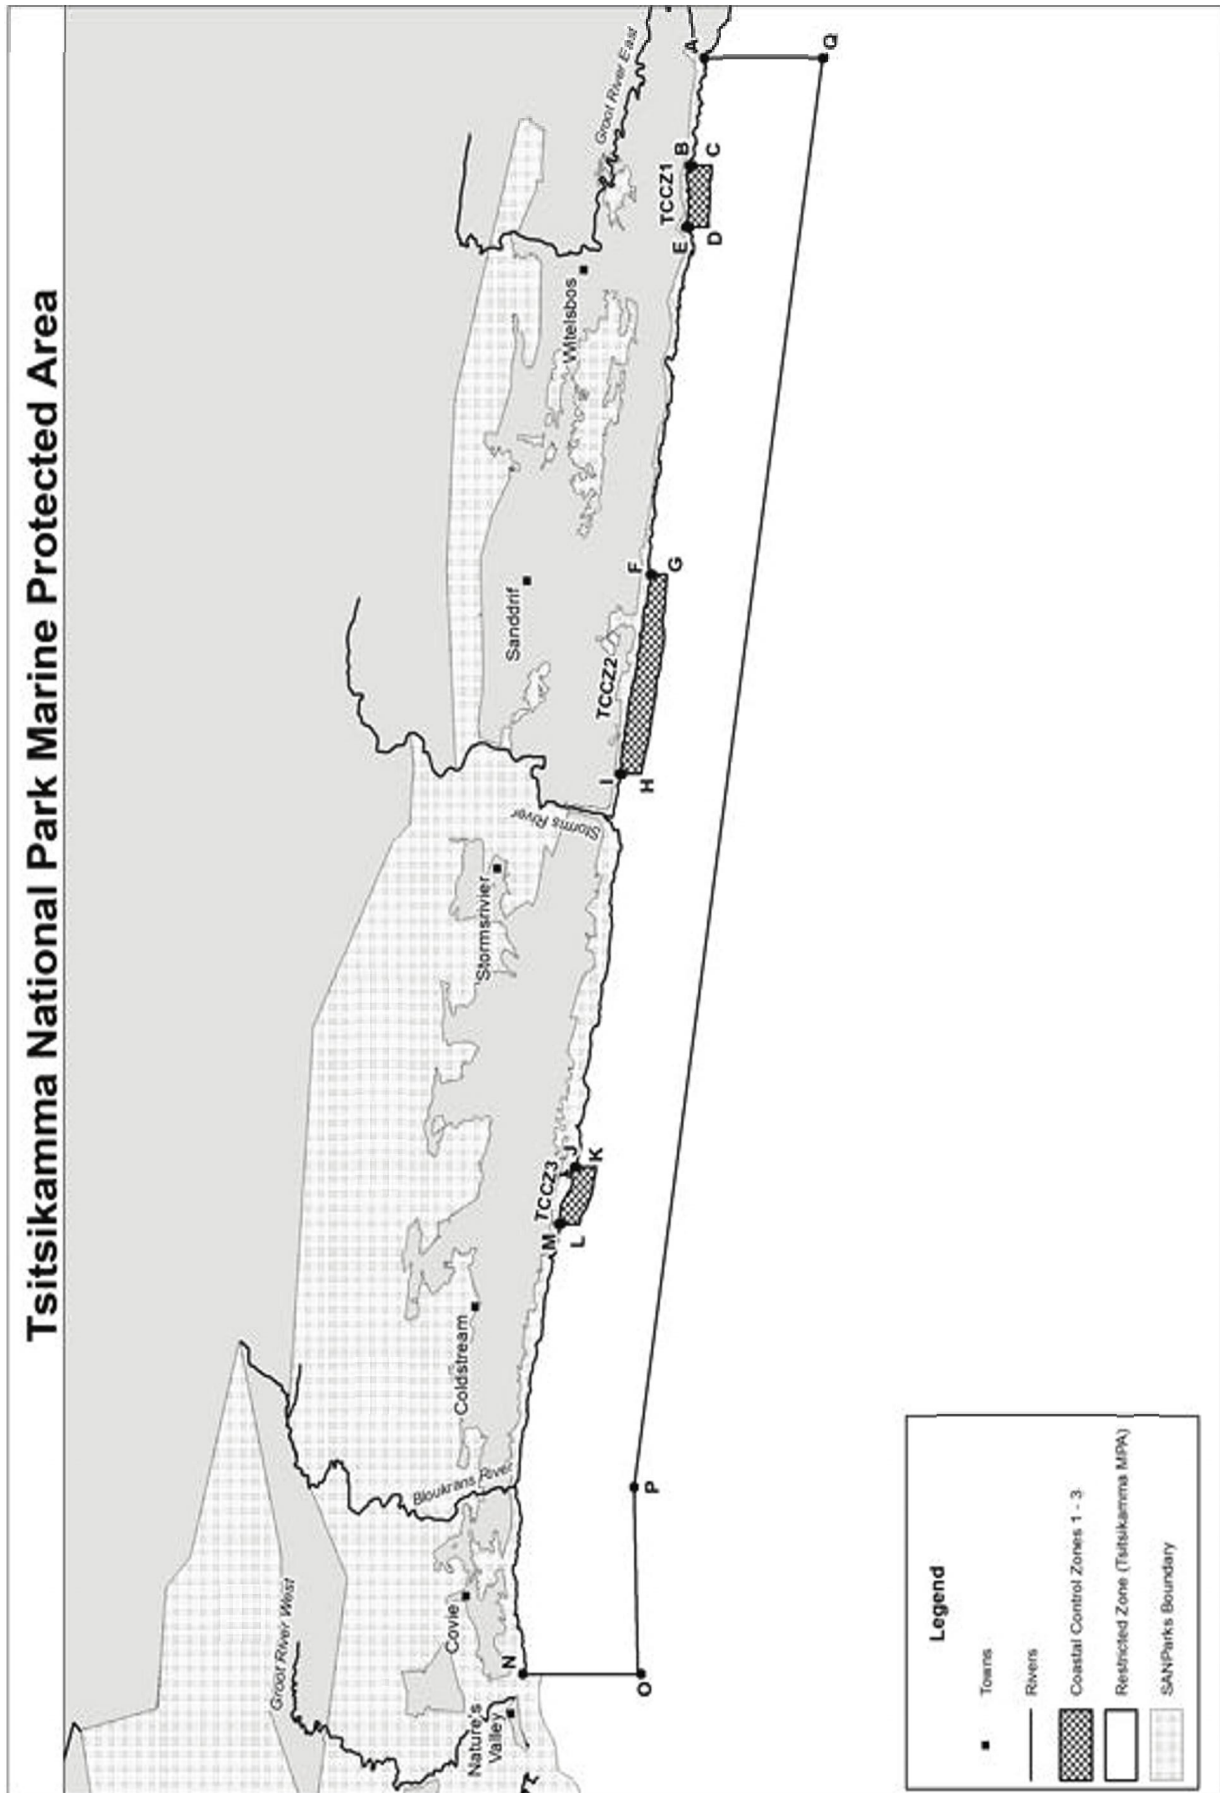 Tsitsikamma National Park Marine Protected Area
Groot River West
Nature's
Valley
Covie
Bloukrans River
Coldstream
Stormsrivier
Storms River
Sanddrif
Witelsbos
Groot River East
N
O
P
M
L
TCCZ3
J
K
I
H
TCCZ2
F
G
E
D
TCCZ1
B
C
A
Q
Legend
Towns
Rivers
Coastal Control Zones 1 - 3
Restricted Zone (Tsitsikamma MPA)
SANParks Boundary